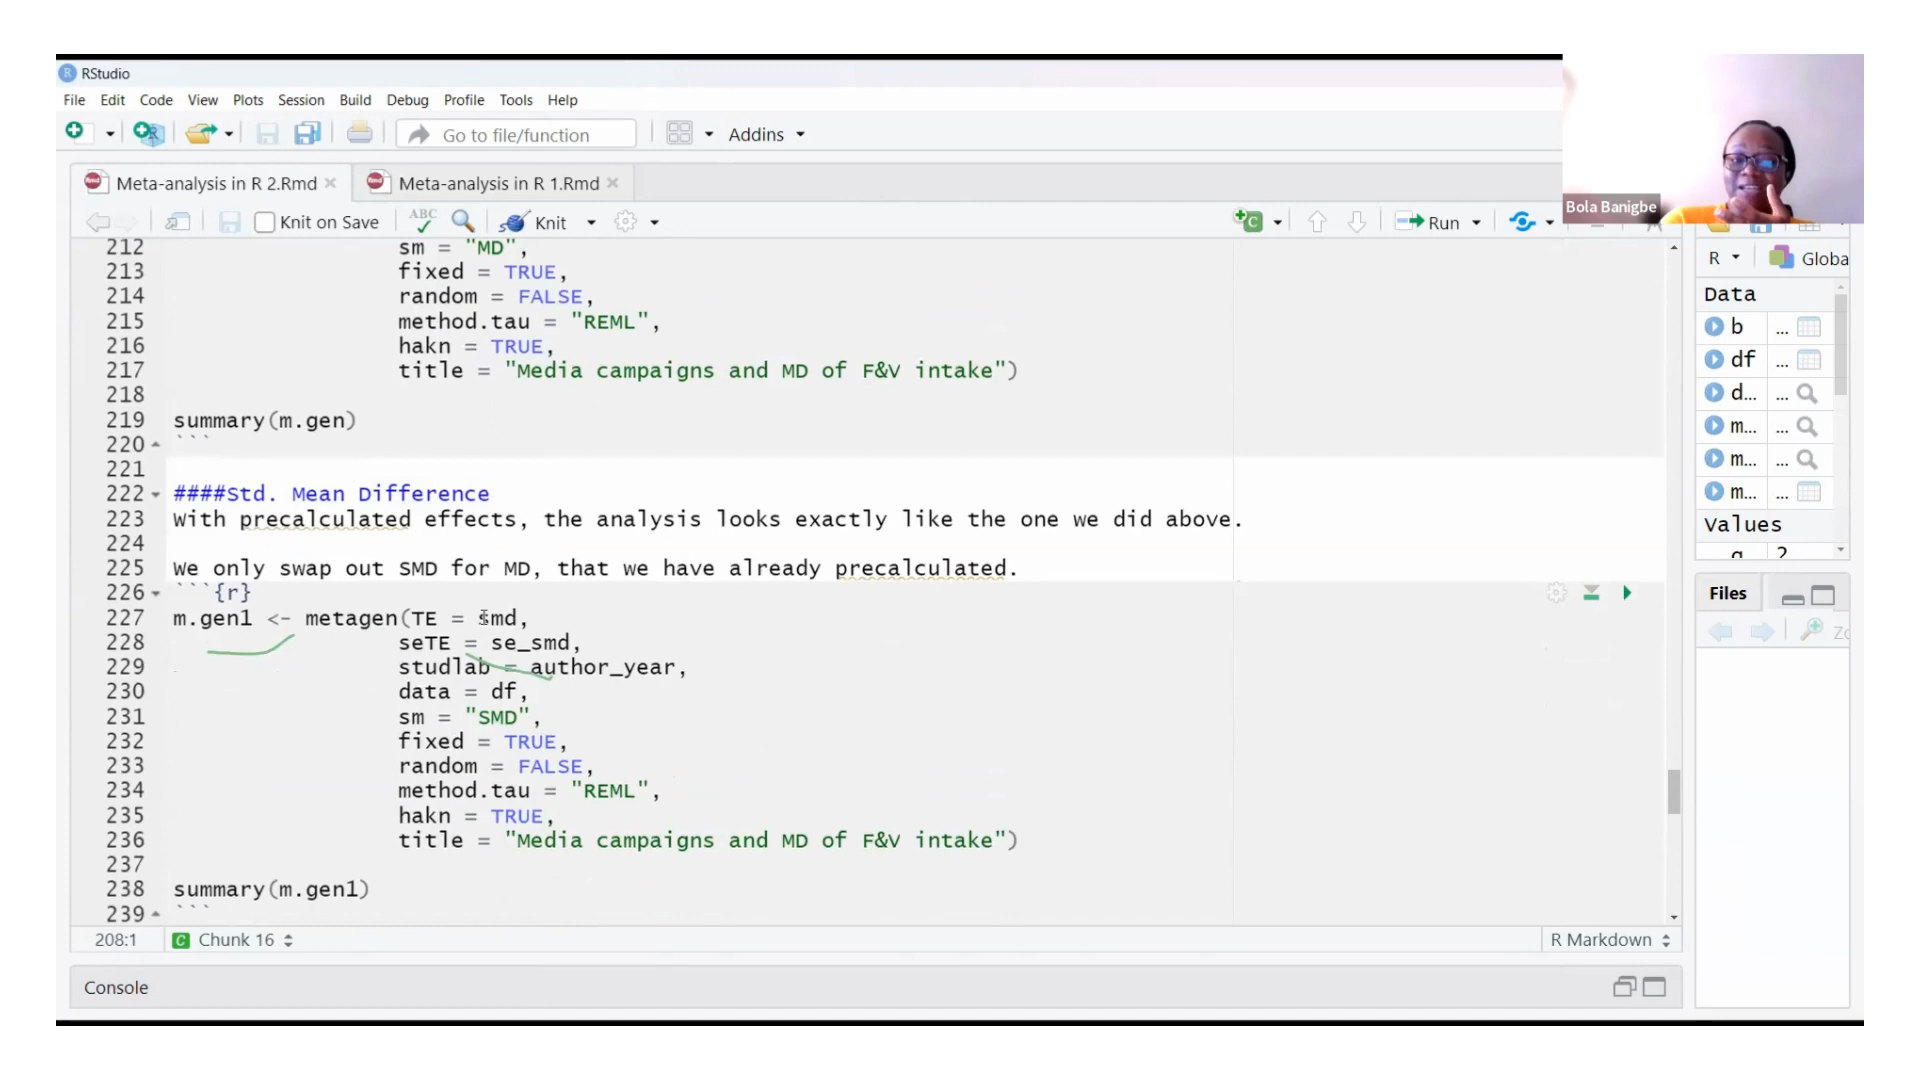 RStudio
File Edit Code View Plots Session Build Debug Profile Tools Help
Go to file/function Addins
Meta-analysis in R 2.Rmd Meta-analysis in R 1.Rmd
Knit on Save ABC Knit Run
Bola Banigbe
212 sm = "MD",
213 fixed = TRUE,
214 random = FALSE,
215 method.tau = "REML",
216 hakn = TRUE,
217 title = "Media campaigns and MD of F&V intake")
218
219 summary(m.gen)
220 ```
221
222 ####Std. Mean Difference
223 With precalculated effects, the analysis looks exactly like the one we did above.
224
225 We only swap out SMD for MD, that we have already precalculated.
226 ```{r}
227 m.gen1 <- metagen(TE = smd,
228 seTE = se_smd,
229 studlab = author_year,
230 data = df,
231 sm = "SMD",
232 fixed = TRUE,
233 random = FALSE,
234 method.tau = "REML",
235 hakn = TRUE,
236 title = "Media campaigns and MD of F&V intake")
237
238 summary(m.gen1)
239 ```
208:1 C Chunk 16 R Markdown
Console
R Globa
Data
b ...
df ...
d... ...
m... ...
m... ...
m... ...
Values
q 2
Files
Zo